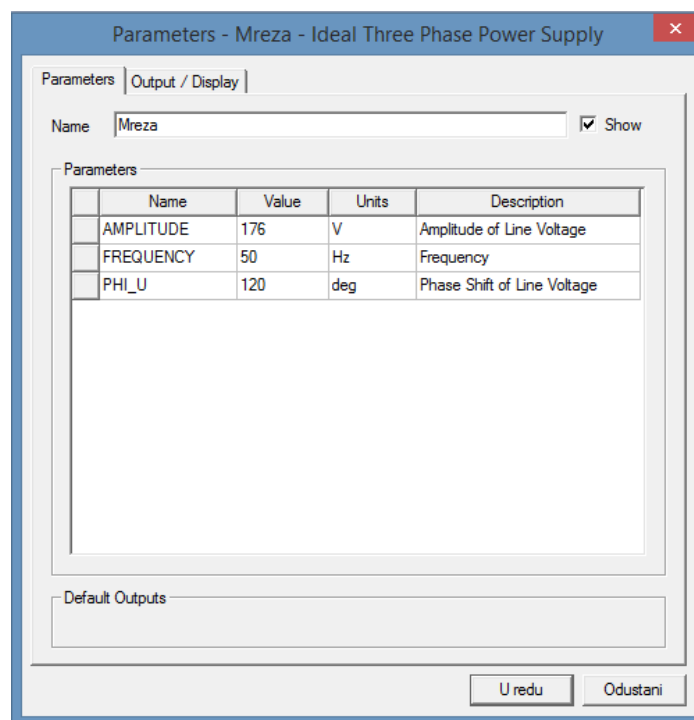 Parameters - Mreza - Ideal Three Phase Power Supply
Parameters Output / Display
Name Mreza Show
Parameters
Name Value Units Description
AMPLITUDE 176 V Amplitude of Line Voltage
FREQUENCY 50 Hz Frequency
PHI_U 120 deg Phase Shift of Line Voltage
Default Outputs
U redu Odustani